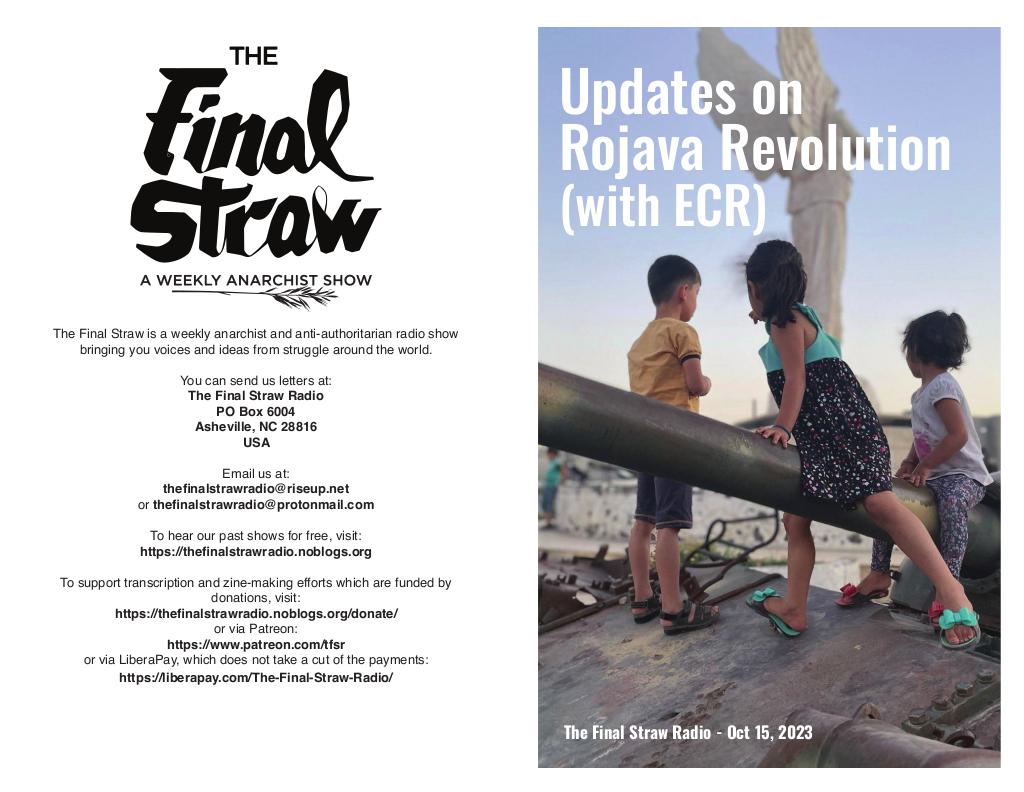 THE
Final
Straw
A WEEKLY ANARCHIST SHOW
The Final Straw is a weekly anarchist and anti-authoritarian radio show
bringing you voices and ideas from struggle around the world.
You can send us letters at:
The Final Straw Radio
PO Box 6004
Asheville, NC 28816
USA
Email us at:
thefinalstrawradio@riseup.net
or thefinalstrawradio@protonmail.com
To hear our past shows for free, visit:
https://thefinalstrawradio.noblogs.org
To support transcription and zine-making efforts which are funded by
donations, visit:
https://thefinalstrawradio.noblogs.org/donate/
or via Patreon:
https://www.patreon.com/tfsr
or via LiberaPay, which does not take a cut of the payments:
https://liberapay.com/The-Final-Straw-Radio/
Updates on
Rojava Revolution
(with ECR)
The Final Straw Radio - Oct 15, 2023